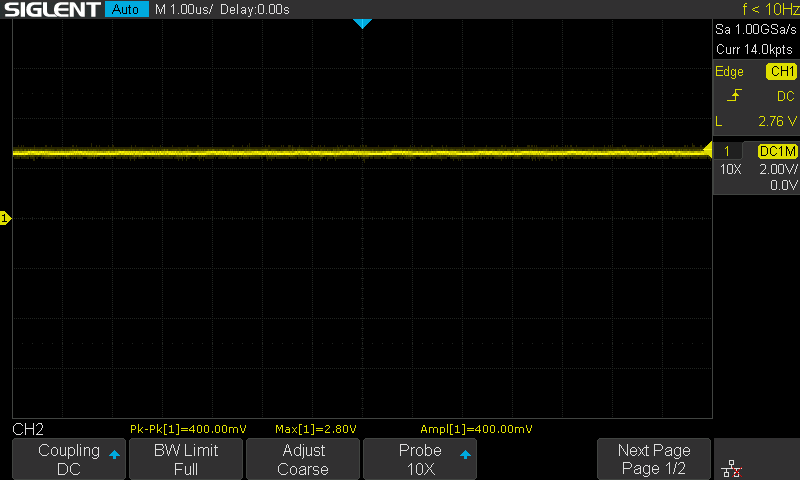 SIGLENT Auto M 1.00us/ Delay:0.00s f < 10Hz
Sa 1.00GSa/s
Curr 14.0kpts
Edge CH1
DC
L 2.76 V
1 DC1M
10X 2.00V/
0.0V
1
CH2 Pk-Pk[1]=400.00mV Max[1]=2.80V Ampl[1]=400.00mV
Coupling BW Limit Adjust Probe Next Page
DC Full Coarse 10X Page 1/2